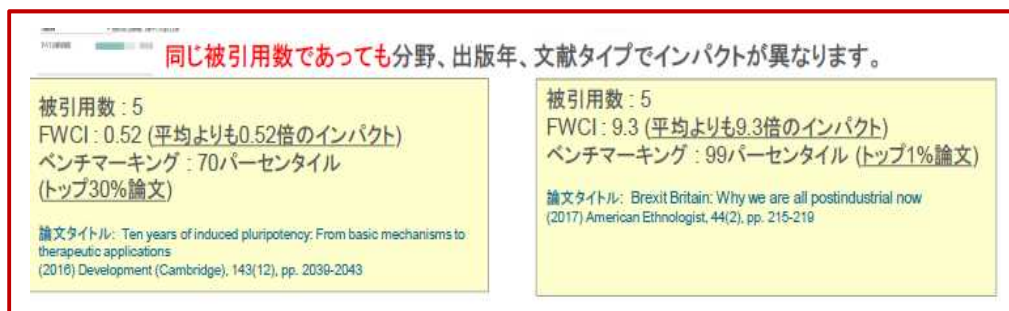 同じ被引用数であっても分野、出版年、文献タイプでインパクトが異なります。
被引用数 : 5
FWCI : 0.52 (平均よりも0.52倍のインパクト)
ベンチマーキング : 70パーセンタイル
(トップ30%論文)
論文タイトル: Ten years of induced pluripotency: From basic mechanisms to
therapeutic applications
(2016) Development (Cambridge), 143(12), pp. 2039-2043
被引用数 : 5
FWCI : 9.3 (平均よりも9.3倍のインパクト)
ベンチマーキング : 99パーセンタイル (トップ1%論文)
論文タイトル: Brexit Britain: Why we are all postindustrial now
(2017) American Ethnologist, 44(2), pp. 215-219